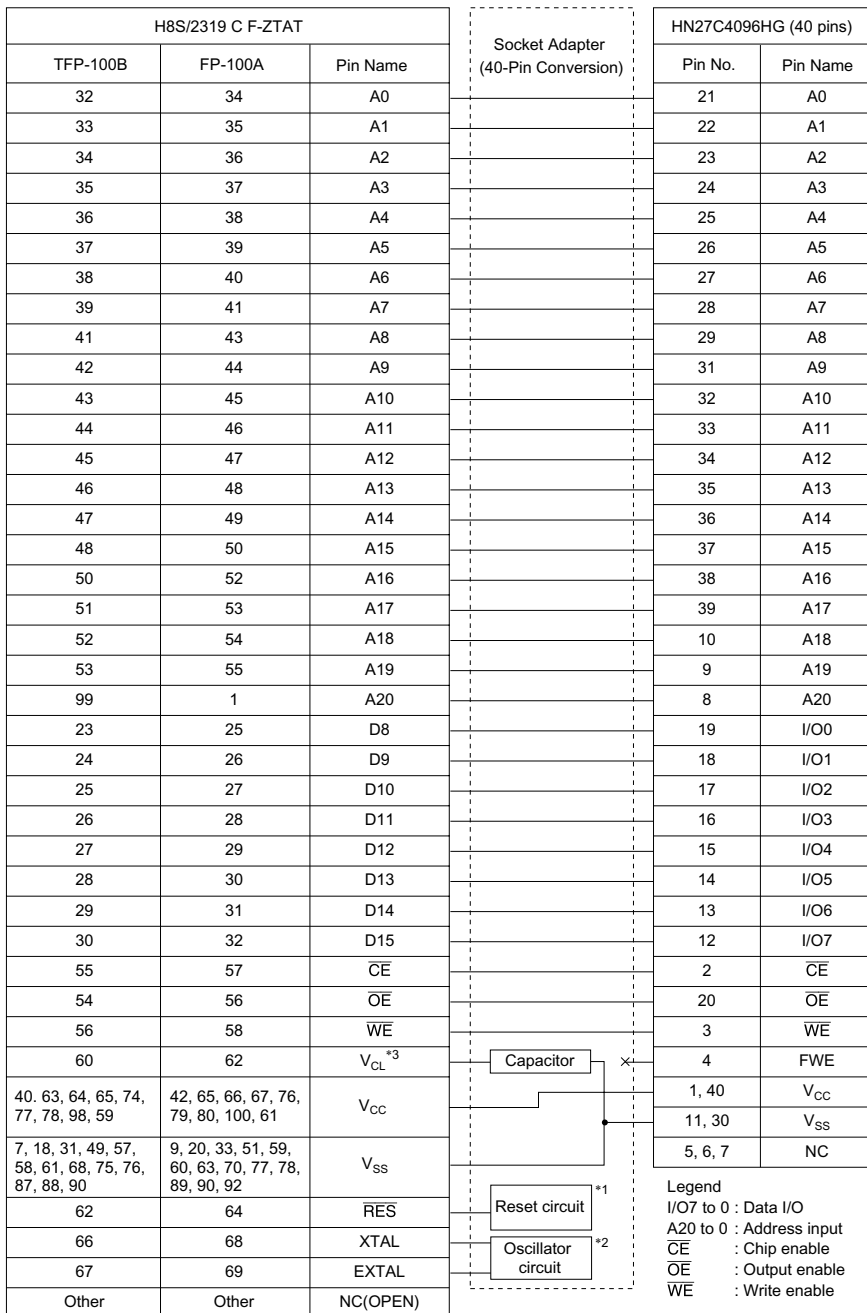 H8S/2319 C F-ZTAT Socket Adapter (40-Pin Conversion) HN27C4096HG (40 pins)
TFP-100B FP-100A Pin Name Pin No. Pin Name
32 34 A0 21 A0
33 35 A1 22 A1
34 36 A2 23 A2
35 37 A3 24 A3
36 38 A4 25 A4
37 39 A5 26 A5
38 40 A6 27 A6
39 41 A7 28 A7
41 43 A8 29 A8
42 44 A9 31 A9
43 45 A10 32 A10
44 46 A11 33 A11
45 47 A12 34 A12
46 48 A13 35 A13
47 49 A14 36 A14
48 50 A15 37 A15
50 52 A16 38 A16
51 53 A17 39 A17
52 54 A18 10 A18
53 55 A19 9 A19
99 1 A20 8 A20
23 25 D8 19 I/O0
24 26 D9 18 I/O1
25 27 D10 17 I/O2
26 28 D11 16 I/O3
27 29 D12 15 I/O4
28 30 D13 14 I/O5
29 31 D14 13 I/O6
30 32 D15 12 I/O7
55 57 C̅E̅ 2 C̅E̅
54 56 O̅E̅ 20 O̅E̅
56 58 W̅E̅ 3 W̅E̅
60 62 VCL*3 Capacitor 4 FWE
40. 63, 64, 65, 74, 77, 78, 98, 59 42, 65, 66, 67, 76, 79, 80, 100, 61 VCC 1, 40 VCC
11, 30 VSS
7, 18, 31, 49, 57, 58, 61, 68, 75, 76, 87, 88, 90 9, 20, 33, 51, 59, 60, 63, 70, 77, 78, 89, 90, 92 VSS 5, 6, 7 NC
62 64 R̅E̅S̅ Reset circuit *1
66 68 XTAL Oscillator circuit *2
67 69 EXTAL
Other Other NC(OPEN)
Legend
I/O7 to 0 : Data I/O
A20 to 0 : Address input
C̅E̅ : Chip enable
O̅E̅ : Output enable
W̅E̅ : Write enable